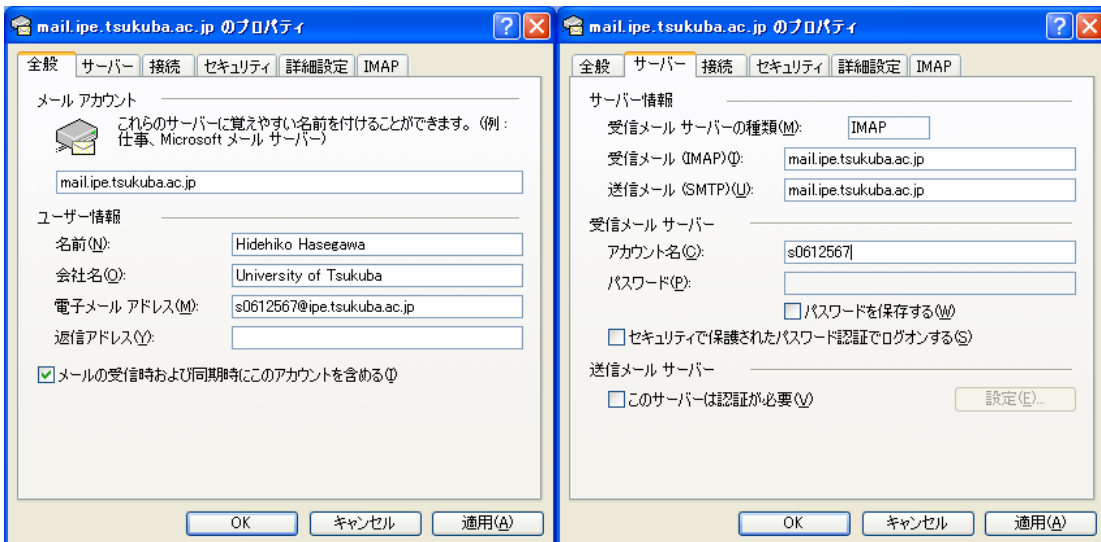 mail.ipe.tsukuba.ac.jp のプロパティ
全般 サーバー 接続 セキュリティ 詳細設定 IMAP
メール アカウント
これらのサーバーに覚えやすい名前を付けることができます。(例:
仕事、Microsoft メール サーバー)
mail.ipe.tsukuba.ac.jp
ユーザー情報
名前(N): Hidehiko Hasegawa
会社名(O): University of Tsukuba
電子メール アドレス(M): s0612567@ipe.tsukuba.ac.jp
返信アドレス(Y):
メールの受信時および同期時にこのアカウントを含める(I)
OK キャンセル 適用(A)
mail.ipe.tsukuba.ac.jp のプロパティ
全般 サーバー 接続 セキュリティ 詳細設定 IMAP
サーバー情報
受信メール サーバーの種類(M): IMAP
受信メール (IMAP)(I): mail.ipe.tsukuba.ac.jp
送信メール (SMTP)(U): mail.ipe.tsukuba.ac.jp
受信メール サーバー
アカウント名(C): s0612567
パスワード(P):
パスワードを保存する(W)
セキュリティで保護されたパスワード認証でログオンする(S)
送信メール サーバー
このサーバーは認証が必要(V) 設定(E)...
OK キャンセル 適用(A)